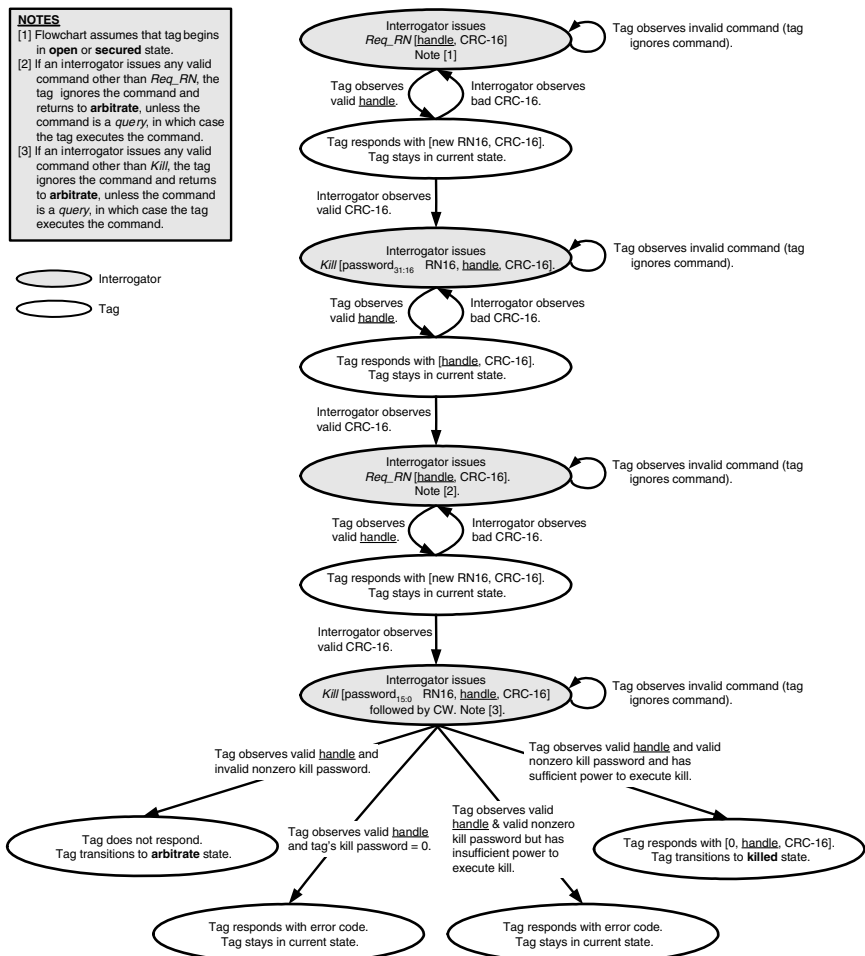 NOTES
[1] Flowchart assumes that tag begins
in open or secured state.
[2] If an interrogator issues any valid
command other than Req_RN, the
tag ignores the command and
returns to arbitrate, unless the
command is a query, in which case
the tag executes the command.
[3] If an interrogator issues any valid
command other than Kill, the tag
ignores the command and returns
to arbitrate, unless the command
is a query, in which case the tag
executes the command.
Interrogator
Tag
Interrogator issues
Req_RN [handle, CRC-16]
Note [1]
Tag observes invalid command (tag
ignores command).
Tag observes
valid handle.
Interrogator observes
bad CRC-16.
Tag responds with [new RN16, CRC-16].
Tag stays in current state.
Interrogator observes
valid CRC-16.
Interrogator issues
Kill [password31:16 RN16, handle, CRC-16].
Tag observes invalid command (tag
ignores command).
Tag observes
valid handle.
Interrogator observes
bad CRC-16.
Tag responds with [handle, CRC-16].
Tag stays in current state.
Interrogator observes
valid CRC-16.
Interrogator issues
Req_RN [handle, CRC-16].
Note [2].
Tag observes invalid command (tag
ignores command).
Tag observes
valid handle.
Interrogator observes
bad CRC-16.
Tag responds with [new RN16, CRC-16].
Tag stays in current state.
Interrogator observes
valid CRC-16.
Interrogator issues
Kill [password15:0 RN16, handle, CRC-16]
followed by CW. Note [3].
Tag observes invalid command (tag
ignores command).
Tag observes valid handle and
invalid nonzero kill password.
Tag observes valid handle
and tag's kill password = 0.
Tag observes valid
handle & valid nonzero
kill password but has
insufficient power to
execute kill.
Tag observes valid handle and valid
nonzero kill password and has
sufficient power to execute kill.
Tag does not respond.
Tag transitions to arbitrate state.
Tag responds with error code.
Tag stays in current state.
Tag responds with error code.
Tag stays in current state.
Tag responds with [0, handle, CRC-16].
Tag transitions to killed state.